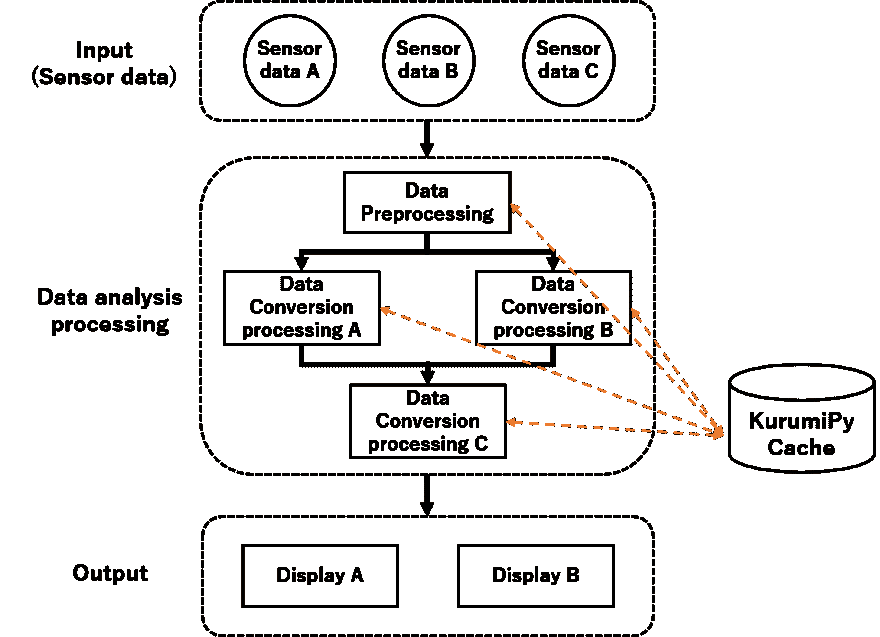 Input
(Sensor data)
Sensor
data A
Sensor
data B
Sensor
data C
Data analysis
processing
Data
Preprocessing
Data
Conversion
processing A
Data
Conversion
processing B
Data
Conversion
processing C
KurumiPy
Cache
Output
Display A
Display B